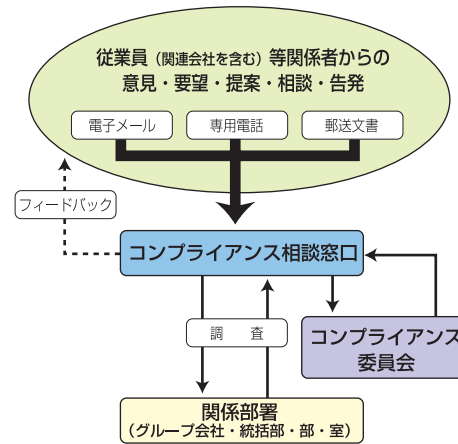 従業員（関連会社を含む）等関係者からの
意見・要望・提案・相談・告発
電子メール
専用電話
郵送文書
フィードバック
コンプライアンス相談窓口
調　査
コンプライアンス
委員会
関係部署
（グループ会社・統括部・部・室）